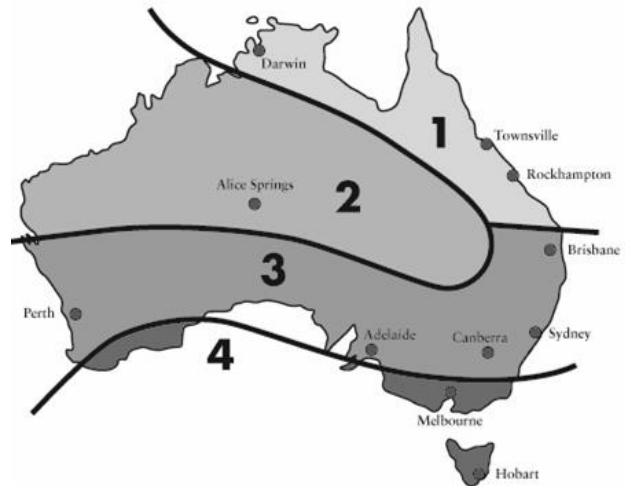 Darwin
1
Townsville
Rockhampton
Alice Springs
2
Brisbane
3
Perth
Adelaide
Canberra
Sydney
4
Melbourne
Hobart